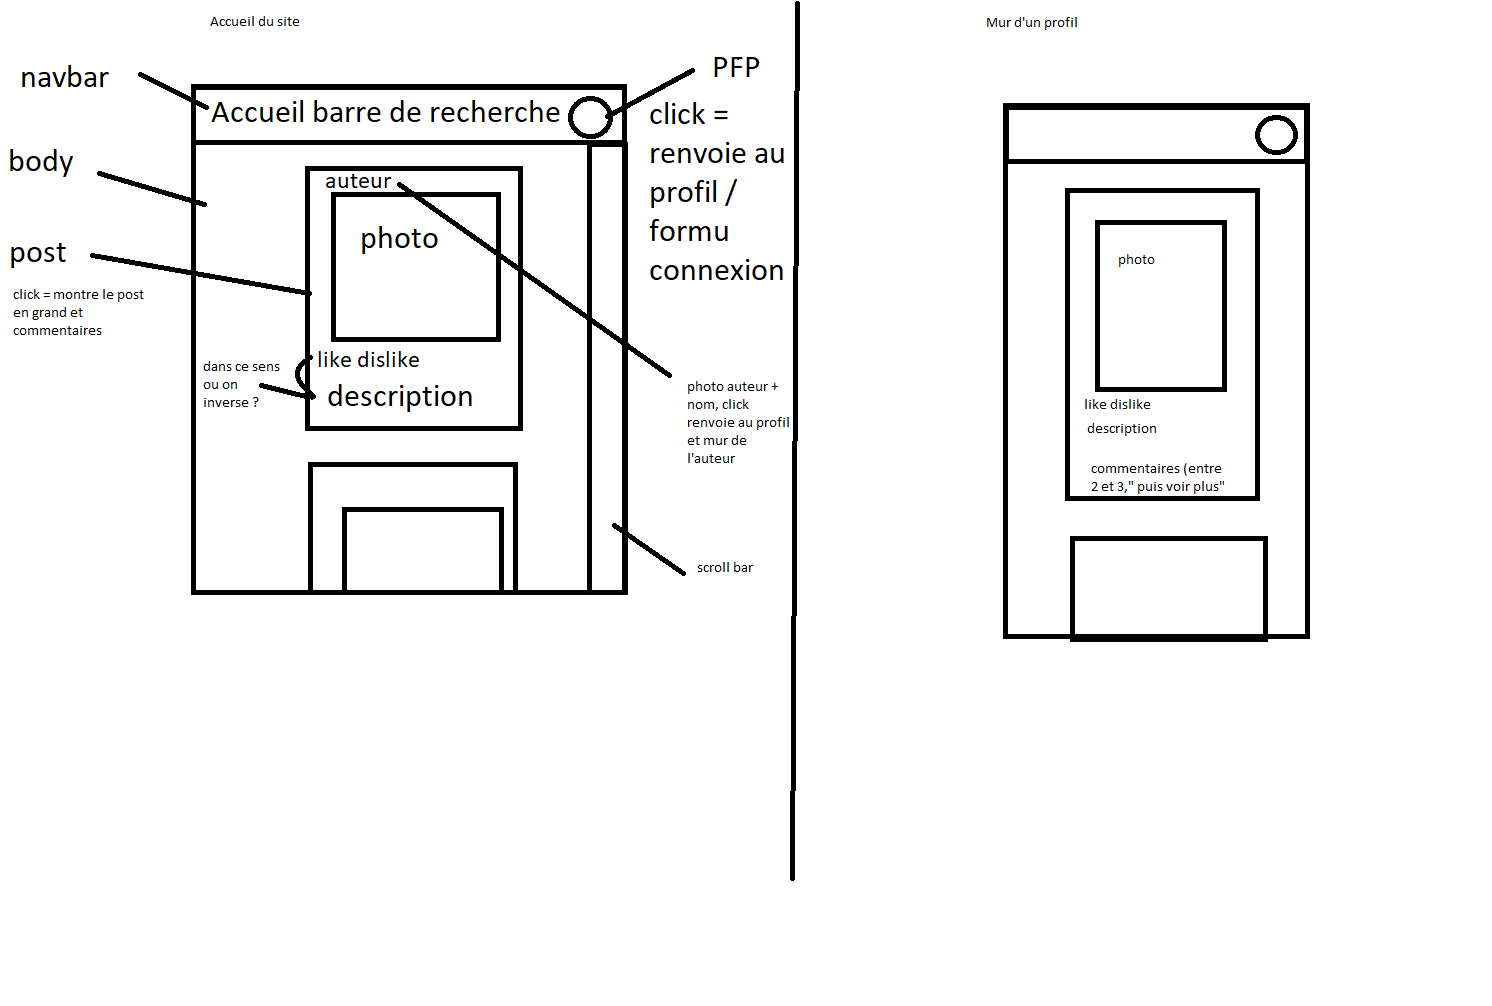 Accueil du site
navbar
Accueil barre de recherche
PFP
click =
renvoie au
profil /
formu
connexion
body
auteur
photo
post
click = montre le post
en grand et
commentaires
like dislike
dans ce sens
ou on
inverse ?
description
photo auteur +
nom, click
renvoie au profil
et mur de
l'auteur
scroll bar
Mur d'un profil
photo
like dislike
description
commentaires (entre
2 et 3," puis voir plus"